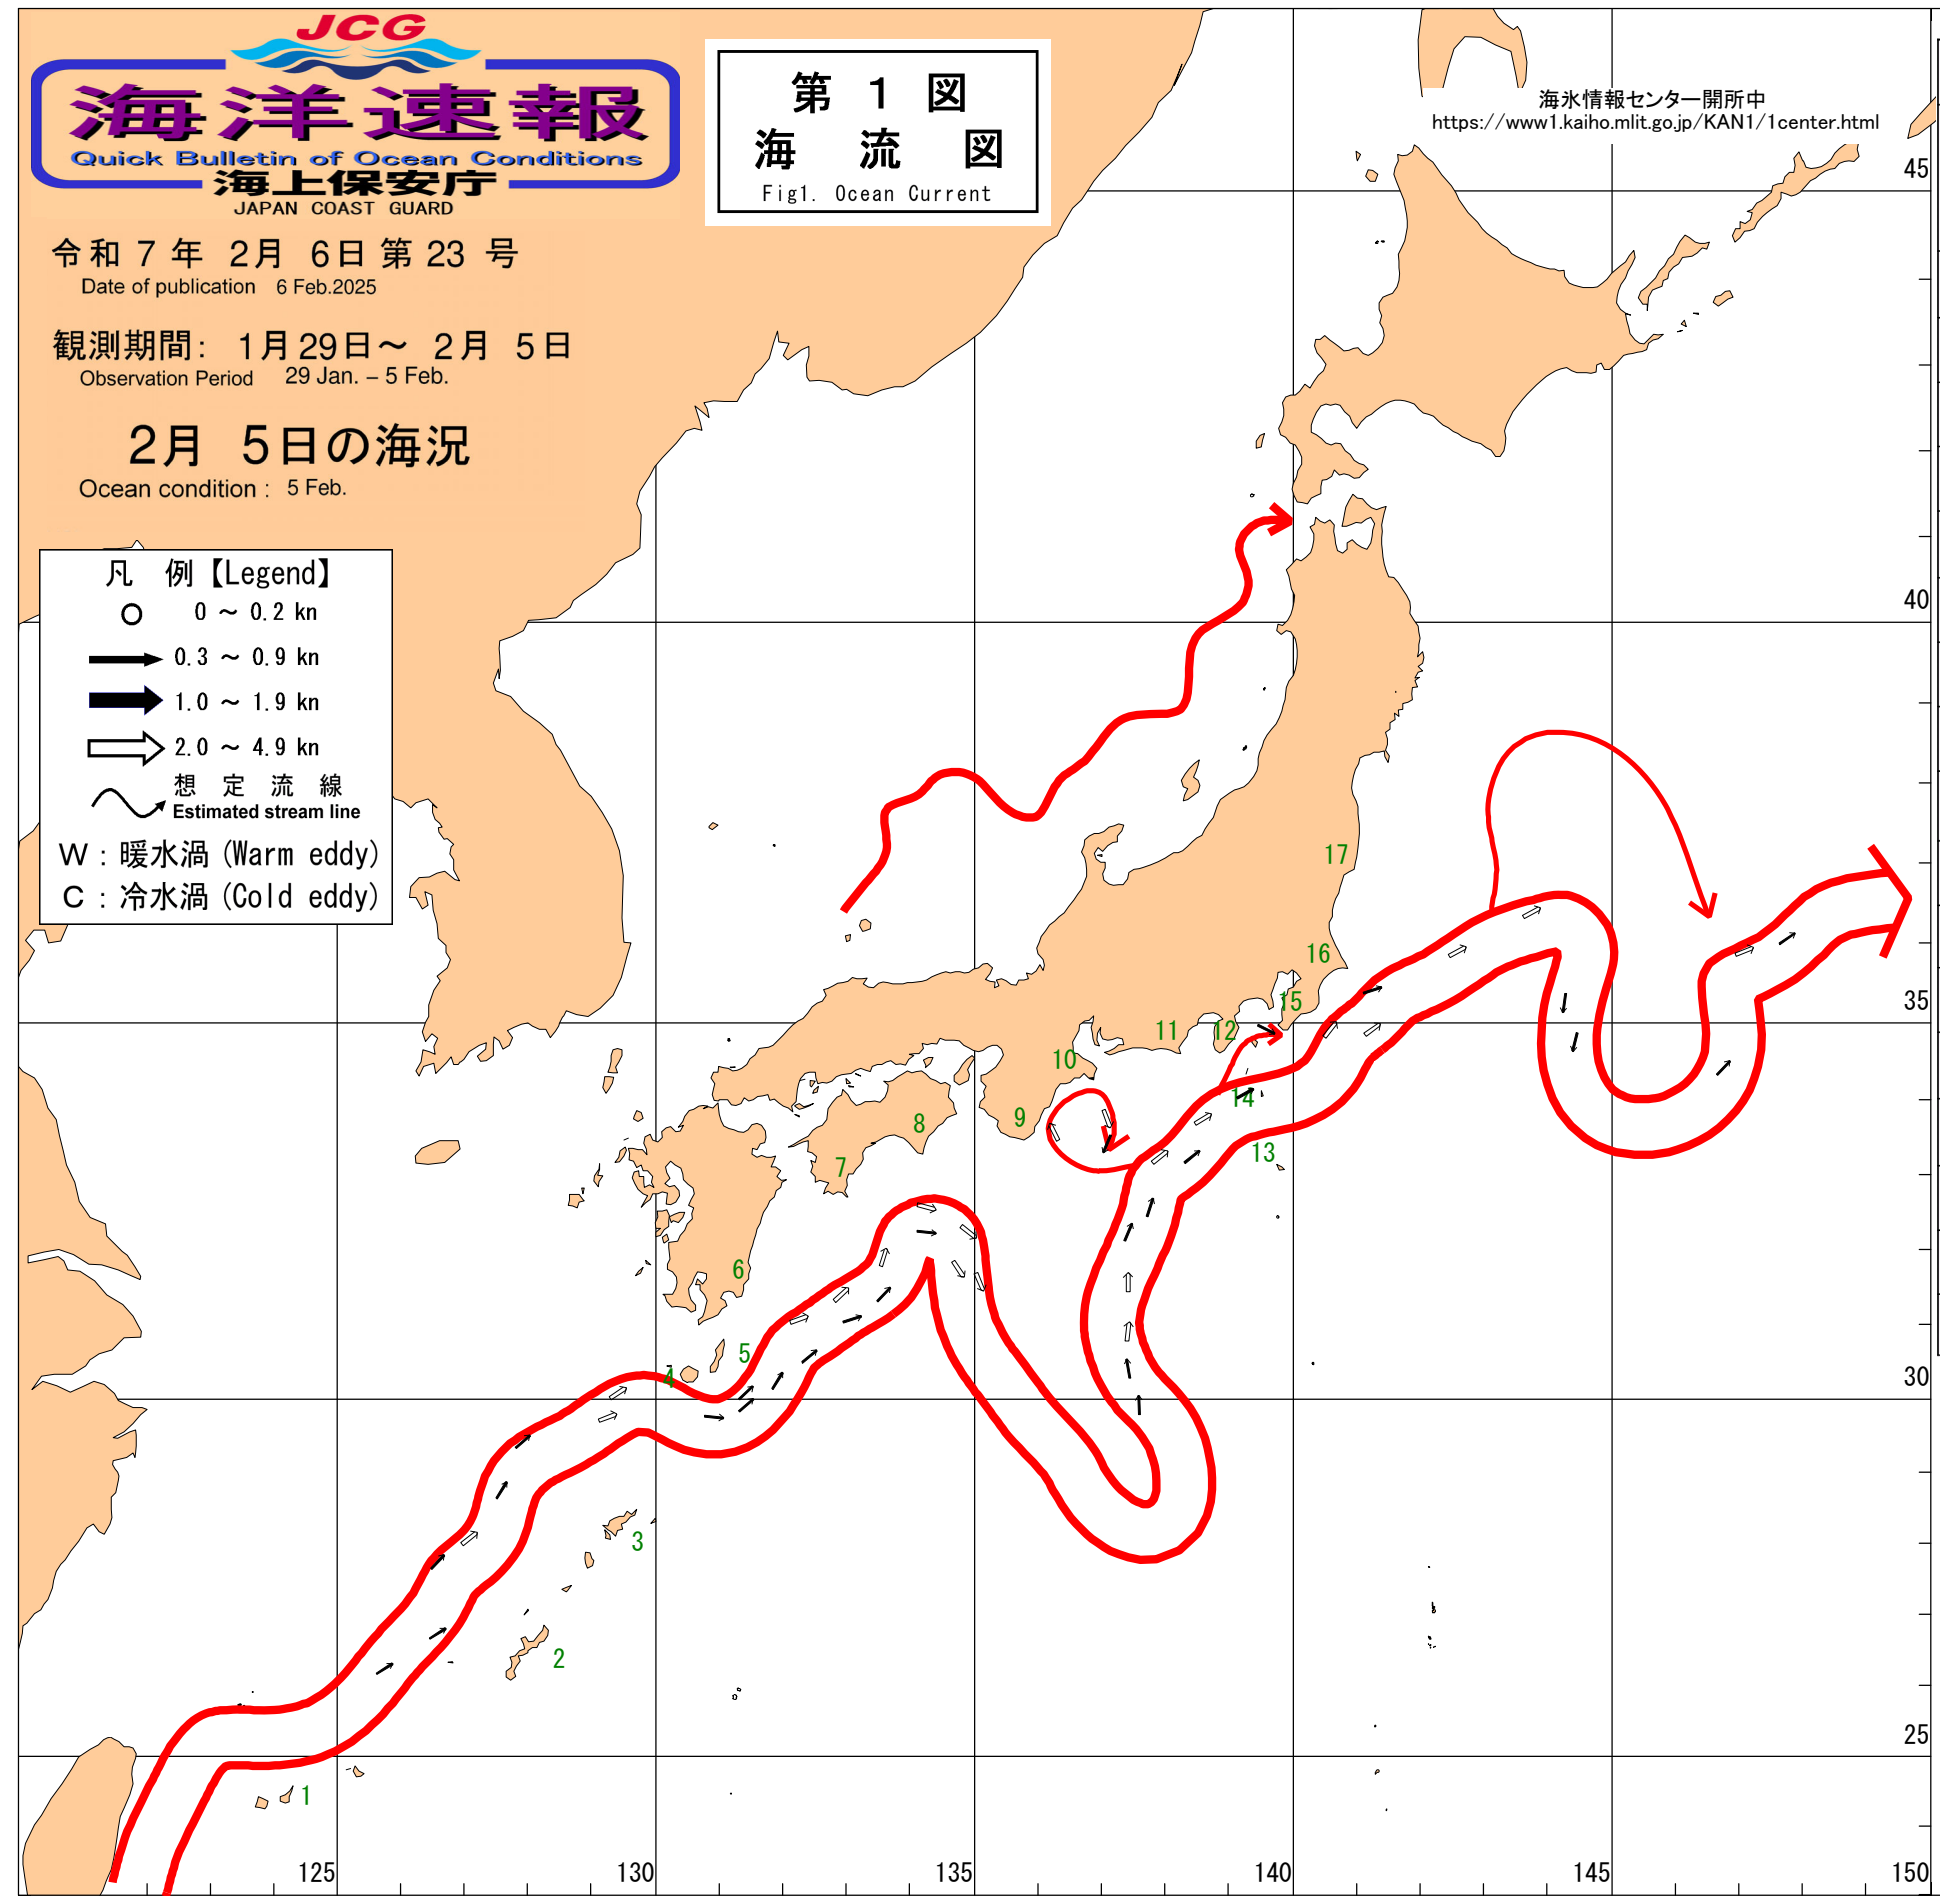 JCG
海洋速報
Quick Bulletin of Ocean Conditions
海上保安庁
JAPAN COAST GUARD
第 1 図
海 流 図
Fig1. Ocean Current
海氷情報センター開所中
https://www1.kaiho.mlit.go.jp/KAN1/1center.html
令和 7 年 2月 6日 第 23 号
Date of publication 6 Feb.2025
観測期間: 1月29日～ 2月 5日
Observation Period 29 Jan. – 5 Feb.
2月 5日の海況
Ocean condition : 5 Feb.
凡 例【Legend】
0 ～ 0.2 kn
0.3 ～ 0.9 kn
1.0 ～ 1.9 kn
2.0 ～ 4.9 kn
想 定 流 線
Estimated stream line
W : 暖水渦 (Warm eddy)
C : 冷水渦 (Cold eddy)
45
40
17
16
35
15
12
11
10
14
9
8
13
7
6
5
4
30
3
2
25
1
125
130
135
140
145
150